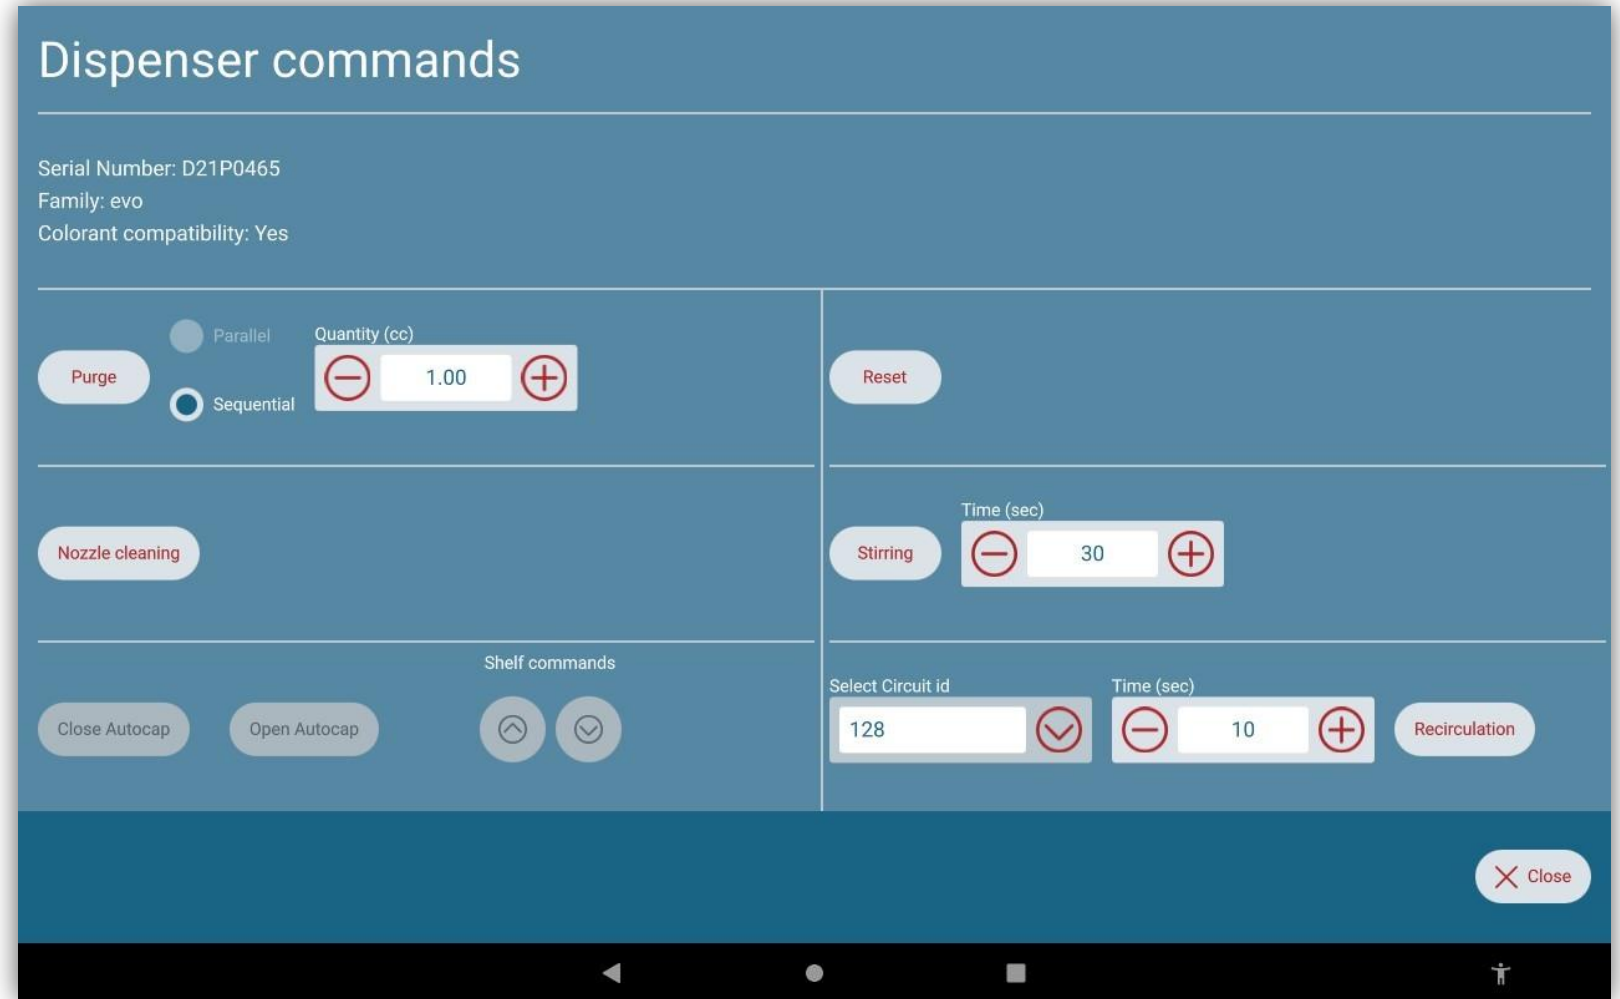 Dispenser commands
Serial Number: D21P0465
Family: evo
Colorant compatibility: Yes
Purge
Parallel
Sequential
Quantity (cc)
1.00
Reset
Nozzle cleaning
Stirring
Time (sec)
30
Close Autocap
Open Autocap
Shelf commands
Select Circuit id
128
Time (sec)
10
Recirculation
Close